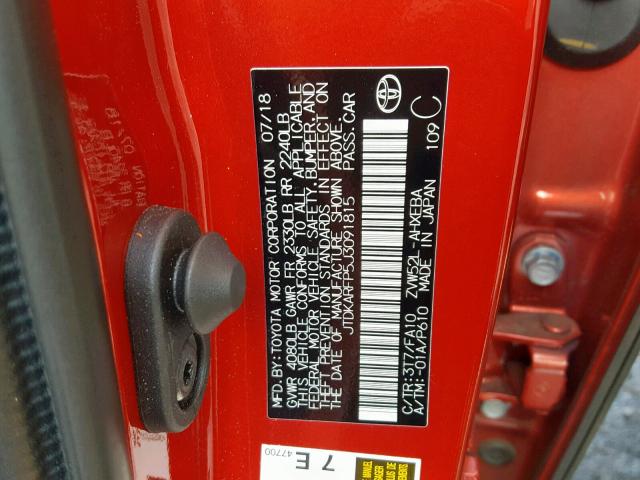 MFD.BY:TOYOTA MOTOR CORPORATION 07/18
GVWR 4080LB GAWR FR 2330LB RR 2240LB
THIS VEHICLE CONFORMS TO ALL APPLICABLE
FEDERAL MOTOR VEHICLE SAFETY, BUMPER, AND
THEFT PREVENTION STANDARDS IN EFFECT ON
THE DATE OF MANUFACTURE SHOWN ABOVE.
JTDKARFP5J3091815 PASS.CAR
C/TR:3T7/FA10 ZVW52L-AHXEBA
A/TM:-01A/P610 MADE IN JAPAN
109 C
7 E
47700